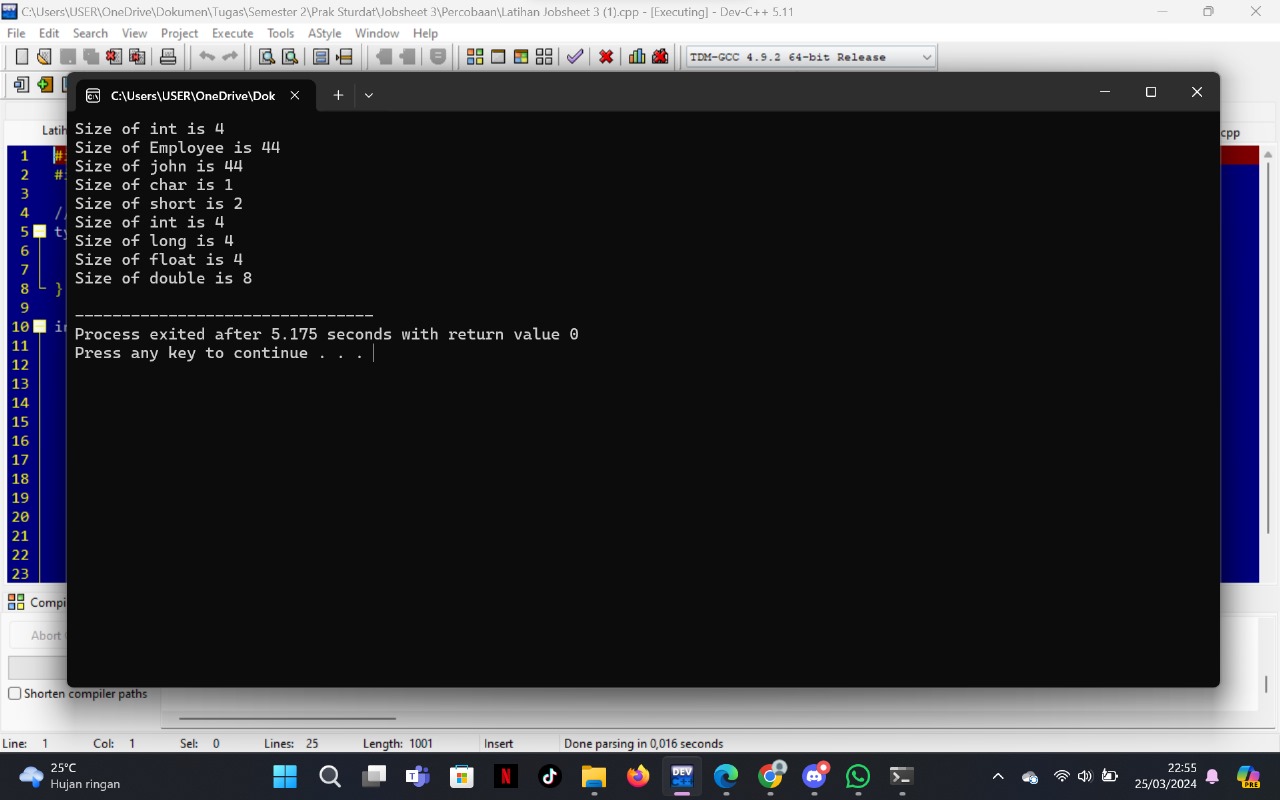 C:\Users\USER\OneDrive\Dokumen\Tugas\Semester 2\Prak Sturdat\Jobsheet 3\Percobaan\Latihan Jobsheet 3 (1).cpp - [Executing] - Dev-C++ 5.11
File Edit Search View Project Execute Tools AStyle Window Help
TDM-GCC 4.9.2 64-bit Release
C:\Users\USER\OneDrive\Dok
Latih
cpp
Size of int is 4
Size of Employee is 44
Size of john is 44
Size of char is 1
Size of short is 2
Size of int is 4
Size of long is 4
Size of float is 4
Size of double is 8
--------------------------------
Process exited after 5.175 seconds with return value 0
Press any key to continue . . .
1 #
2 #
3
4 //
5 ty
6
7
8 }
9
10 in
11
12
13
14
15
16
17
18
19
20
21
22
23
Compi
Abort
Shorten compiler paths
Line: 1 Col: 1 Sel: 0 Lines: 25 Length: 1001 Insert Done parsing in 0,016 seconds
25°C
Hujan ringan
DEV
PRE
22:55
25/03/2024